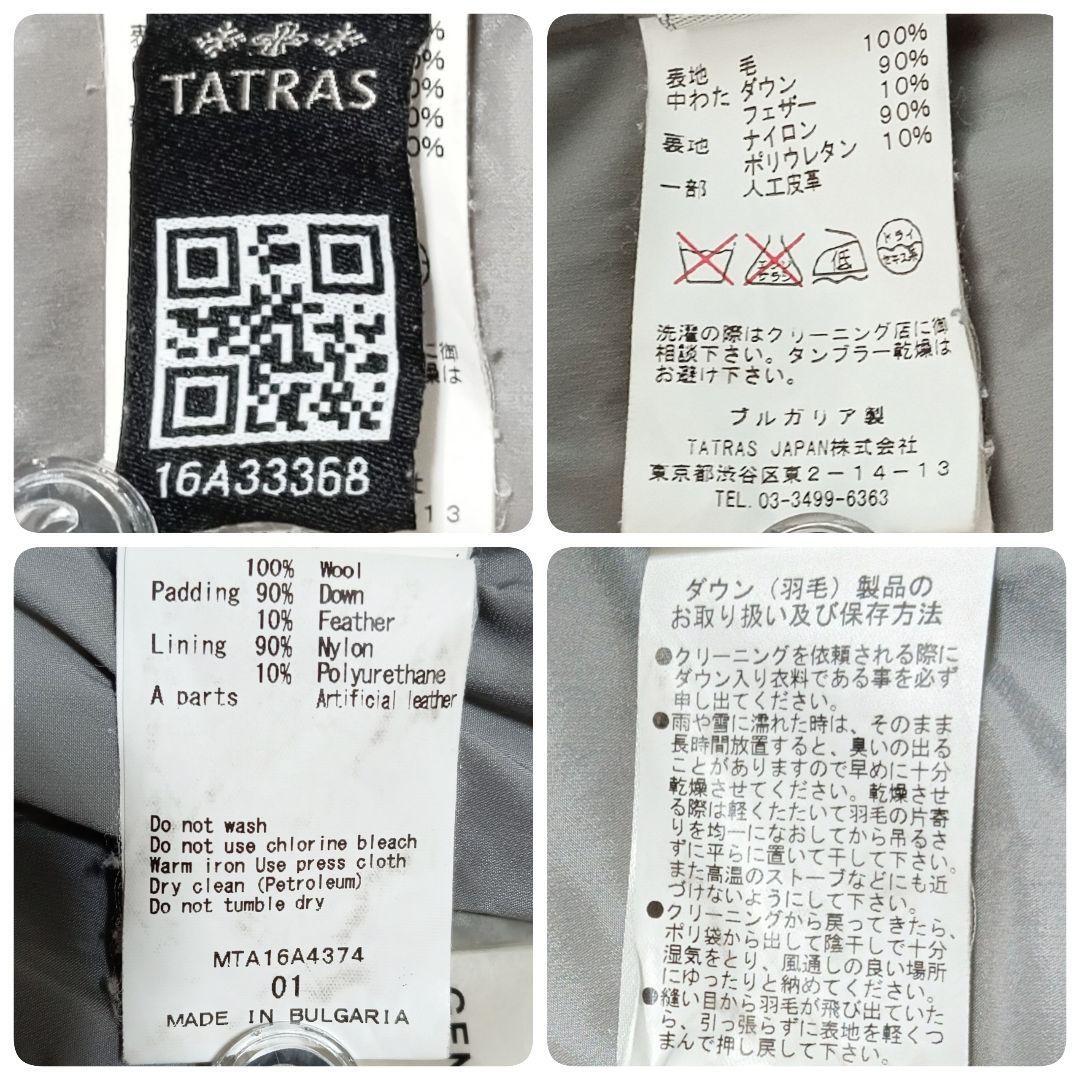 TATRAS
16A33368
13
100%
表地 毛 90%
中わた ダウン 10%
フェザー 90%
裏地 ナイロン 10%
ポリウレタン
一部 人工皮革
エンソ
サラシ
低
ドライ
セキユ系
洗濯の際はクリーニング店に御
相談下さい。タンブラー乾燥は
お避け下さい。
ブルガリア製
TATRAS JAPAN株式会社
東京都渋谷区東2-14-13
TEL.03-3499-6363
100% Wool
Padding 90% Down
10% Feather
Lining 90% Nylon
10% Polyurethane
A parts Artificial leather
Do not wash
Do not use chlorine bleach
Warm iron Use press cloth
Dry clean (Petroleum)
Do not tumble dry
MTA16A4374
01
MADE IN BULGARIA
ダウン(羽毛)製品の
お取り扱い及び保存方法
●クリーニングを依頼される際に
ダウン入り衣料である事を必ず
申し出てください。
●雨や雪に濡れた時は、そのまま
長時間放置すると、臭いの出る
ことがありますので早めに十分
乾燥させてください。乾燥させ
る際は軽くたたいて羽毛の片寄
りを均一になおしてから吊るさ
ずに平らに置いて干して下さい。
また高温のストーブなどにも近
づけないようにして下さい。
●クリーニングから戻ってきたら、
ポリ袋から出して陰干しで十分
湿気をとり、風通しの良い場所
にゆったりと納めてください。
●縫い目から羽毛が飛び出ていた
ら、引っ張らずに表地を軽くつ
まんで押し戻して下さい。